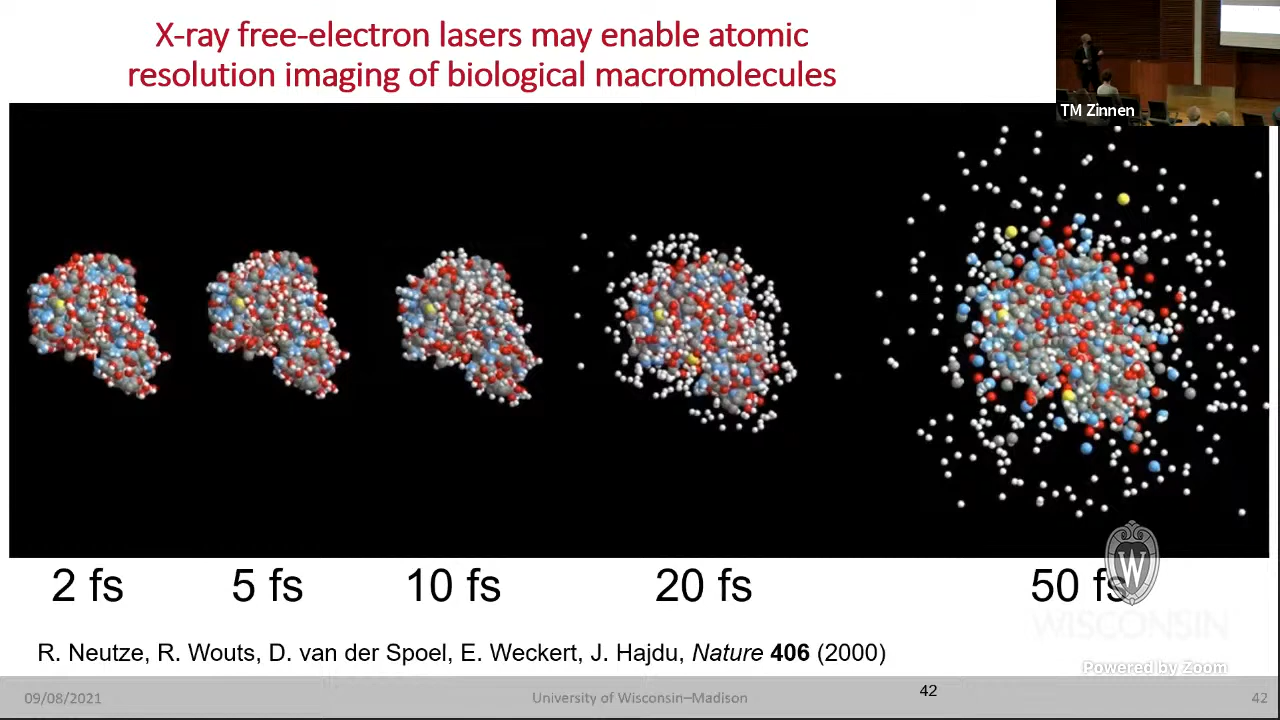 X-ray free-electron lasers may enable atomic
resolution imaging of biological macromolecules
TM Zinnen
2 fs 5 fs 10 fs 20 fs 50 fs
W
WISCONSIN
R. Neutze, R. Wouts, D. van der Spoel, E. Weckert, J. Hajdu, Nature 406 (2000)
Powered by Zoom
09/08/2021 University of Wisconsin–Madison 42 42